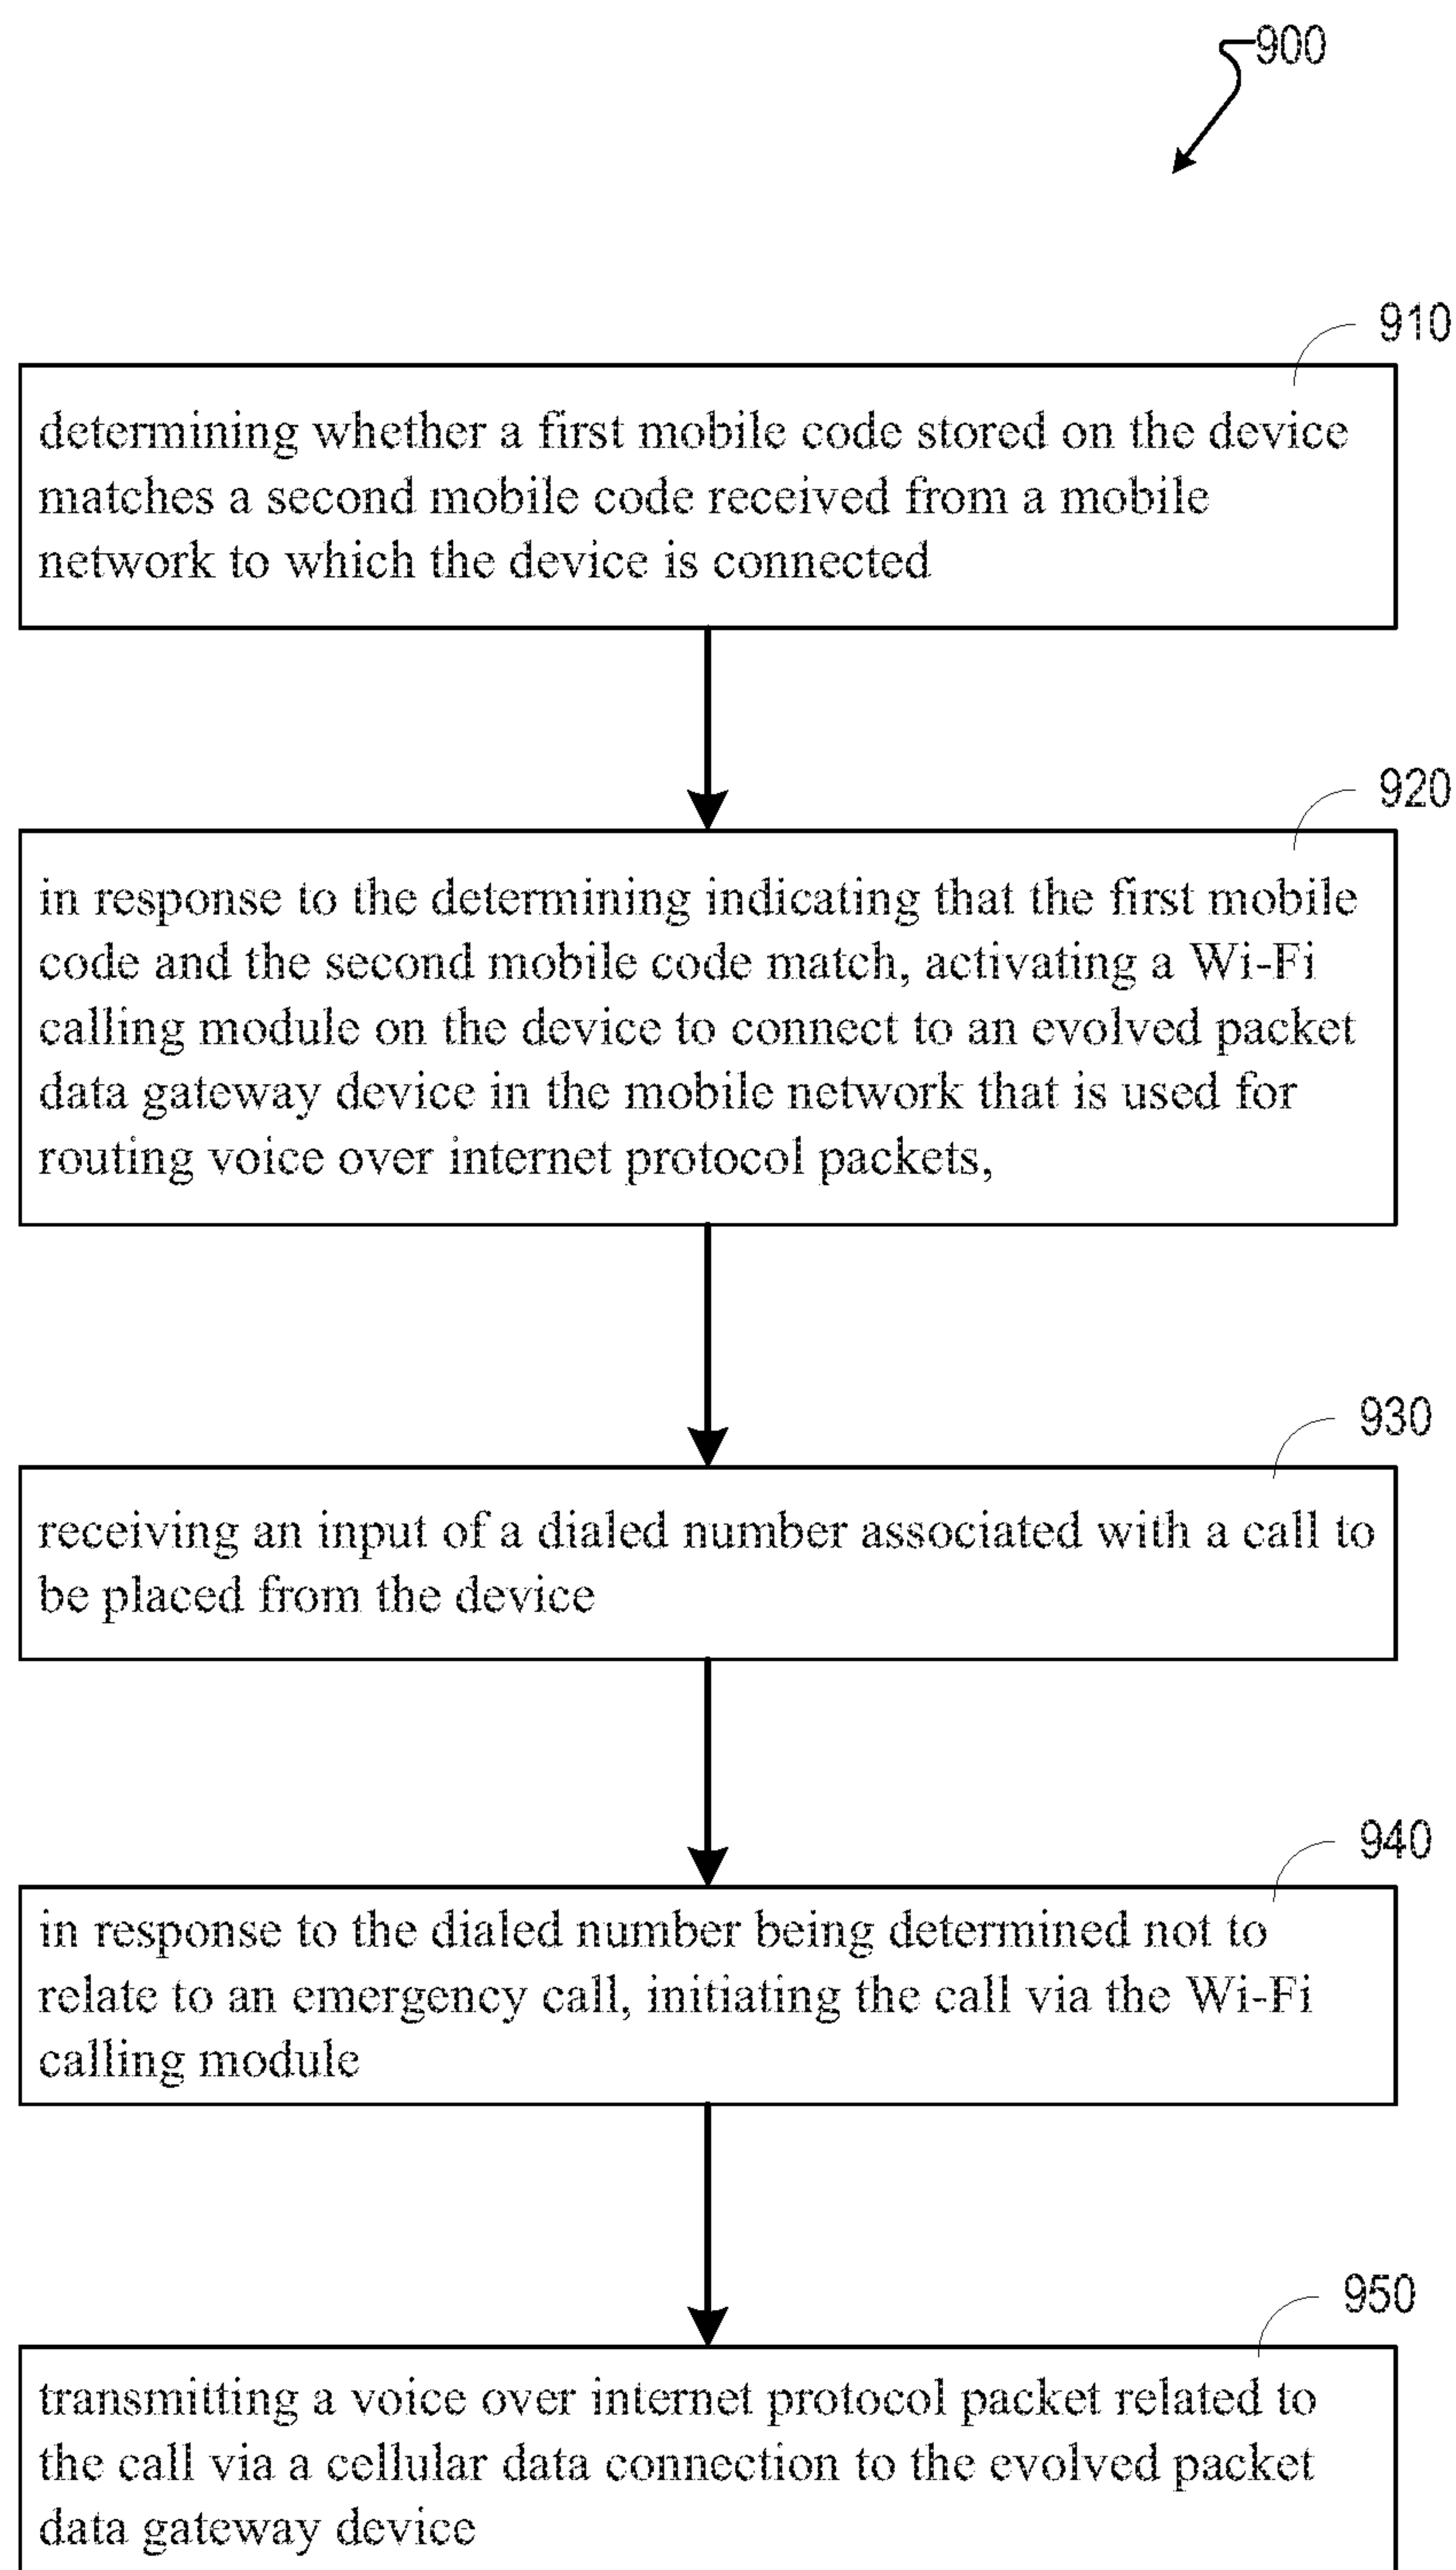 900
910
determining whether a first mobile code stored on the device
matches a second mobile code received from a mobile
network to which the device is connected
920
in response to the determining indicating that the first mobile
code and the second mobile code match, activating a Wi-Fi
calling module on the device to connect to an evolved packet
data gateway device in the mobile network that is used for
routing voice over internet protocol packets,
930
receiving an input of a dialed number associated with a call to
be placed from the device
940
in response to the dialed number being determined not to
relate to an emergency call, initiating the call via the Wi-Fi
calling module
950
transmitting a voice over internet protocol packet related to
the call via a cellular data connection to the evolved packet
data gateway device